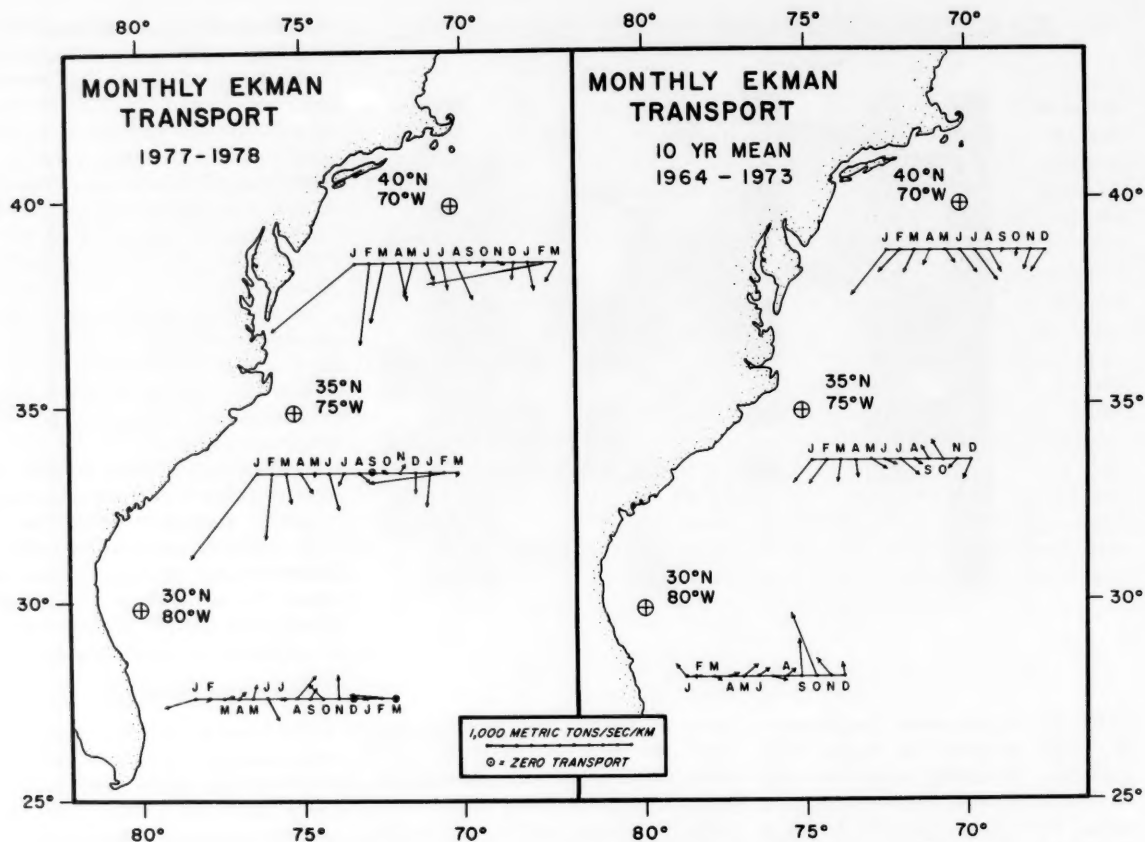 80° 75° 70° 75° 70°
MONTHLY EKMAN
TRANSPORT
1977-1978
40°N
70°W
J F M A M J J A S O N D J F M
35°N
75°W
J F M A M J J A S O N D J F M
30°N
80°W
J F J J
M A M A S O N D J F M
40°
35°
30°
25°
MONTHLY EKMAN
TRANSPORT
10 YR MEAN
1964 - 1973
40°N
70°W
J F M A M J J A S O N D
35°N
75°W
J F M A M J J A N D
S O
30°N
80°W
F M A
J A M J S O N D
40°
35°
30°
25°
1,000 METRIC TONS/SEC/KM
⊙ = ZERO TRANSPORT
80° 75° 70° 80° 75° 70°